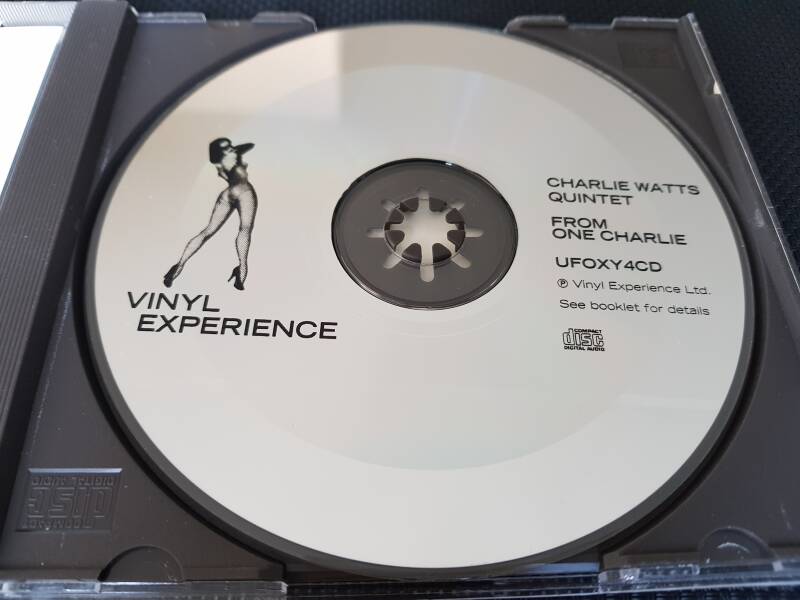 VINYL
EXPERIENCE
CHARLIE WATTS
QUINTET
FROM
ONE CHARLIE
UFOXY4CD
℗ Vinyl Experience Ltd.
See booklet for details
COMPACT
disc
DIGITAL AUDIO